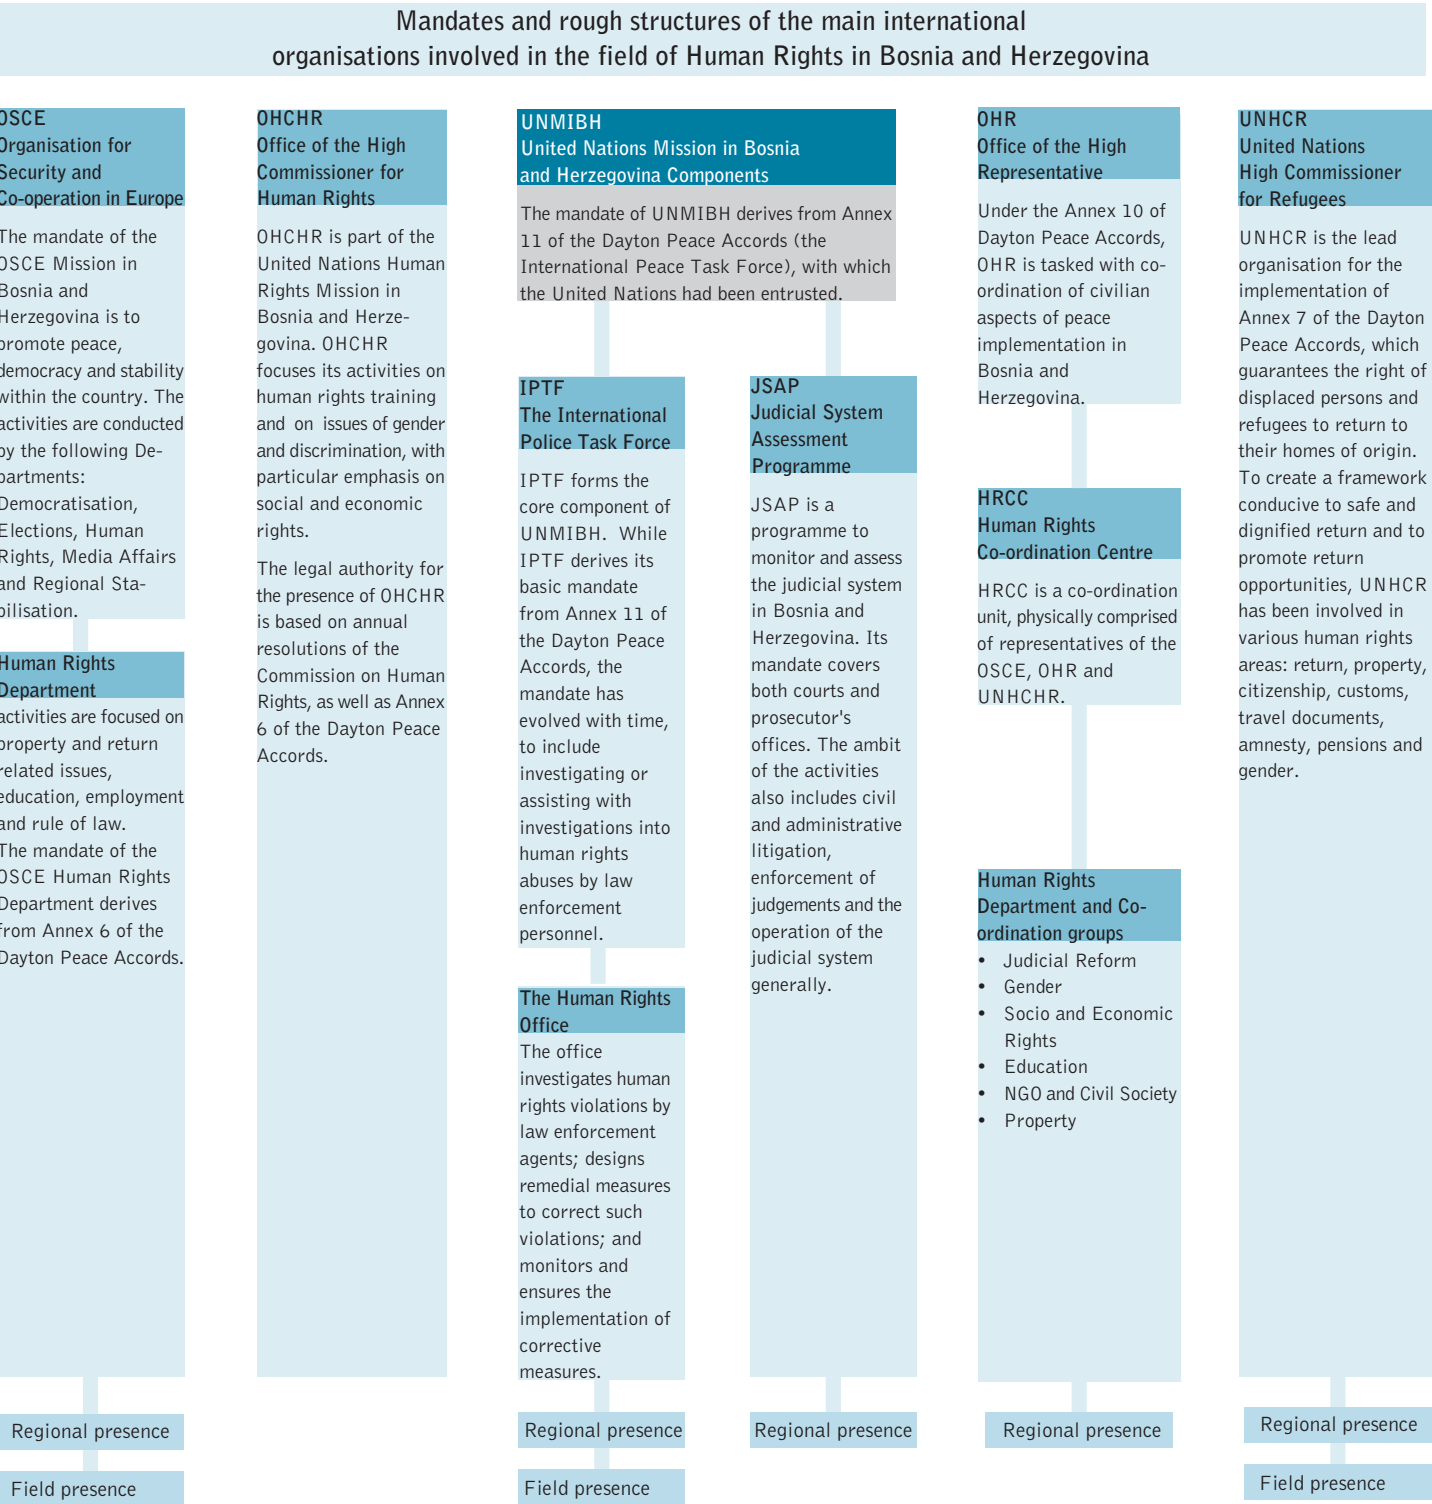 Mandates and rough structures of the main international
organisations involved in the field of Human Rights in Bosnia and Herzegovina
OSCE
Organisation for
Security and
Co-operation in Europe
The mandate of the
OSCE Mission in
Bosnia and
Herzegovina is to
promote peace,
democracy and stability
within the country. The
activities are conducted
by the following De-
partments:
Democratisation,
Elections, Human
Rights, Media Affairs
and Regional Sta-
bilisation.
Human Rights
Department
activities are focused on
property and return
related issues,
education, employment
and rule of law.
The mandate of the
OSCE Human Rights
Department derives
from Annex 6 of the
Dayton Peace Accords.
Regional presence
Field presence
OHCHR
Office of the High
Commissioner for
Human Rights
OHCHR is part of the
United Nations Human
Rights Mission in
Bosnia and Herze-
govina. OHCHR
focuses its activities on
human rights training
and on issues of gender
and discrimination, with
particular emphasis on
social and economic
rights.
The legal authority for
the presence of OHCHR
is based on annual
resolutions of the
Commission on Human
Rights, as well as Annex
6 of the Dayton Peace
Accords.
UNMIBH
United Nations Mission in Bosnia
and Herzegovina Components
The mandate of UNMIBH derives from Annex
11 of the Dayton Peace Accords (the
International Peace Task Force), with which
the United Nations had been entrusted.
IPTF
The International
Police Task Force
IPTF forms the
core component of
UNMIBH. While
IPTF derives its
basic mandate
from Annex 11 of
the Dayton Peace
Accords, the
mandate has
evolved with time,
to include
investigating or
assisting with
investigations into
human rights
abuses by law
enforcement
personnel.
The Human Rights
Office
The office
investigates human
rights violations by
law enforcement
agents; designs
remedial measures
to correct such
violations; and
monitors and
ensures the
implementation of
corrective
measures.
Regional presence
Field presence
JSAP
Judicial System
Assessment
Programme
JSAP is a
programme to
monitor and assess
the judicial system
in Bosnia and
Herzegovina. Its
mandate covers
both courts and
prosecutor's
offices. The ambit
of the activities
also includes civil
and administrative
litigation,
enforcement of
judgements and the
operation of the
judicial system
generally.
Regional presence
OHR
Office of the High
Representative
Under the Annex 10 of
Dayton Peace Accords,
OHR is tasked with co-
ordination of civilian
aspects of peace
implementation in
Bosnia and
Herzegovina.
HRCC
Human Rights
Co-ordination Centre
HRCC is a co-ordination
unit, physically comprised
of representatives of the
OSCE, OHR and
UNHCHR.
Human Rights
Department and Co-
ordination groups
• Judicial Reform
• Gender
• Socio and Economic
Rights
• Education
• NGO and Civil Society
• Property
Regional presence
UNHCR
United Nations
High Commissioner
for Refugees
UNHCR is the lead
organisation for the
implementation of
Annex 7 of the Dayton
Peace Accords, which
guarantees the right of
displaced persons and
refugees to return to
their homes of origin.
To create a framework
conducive to safe and
dignified return and to
promote return
opportunities, UNHCR
has been involved in
various human rights
areas: return, property,
citizenship, customs,
travel documents,
amnesty, pensions and
gender.
Regional presence
Field presence